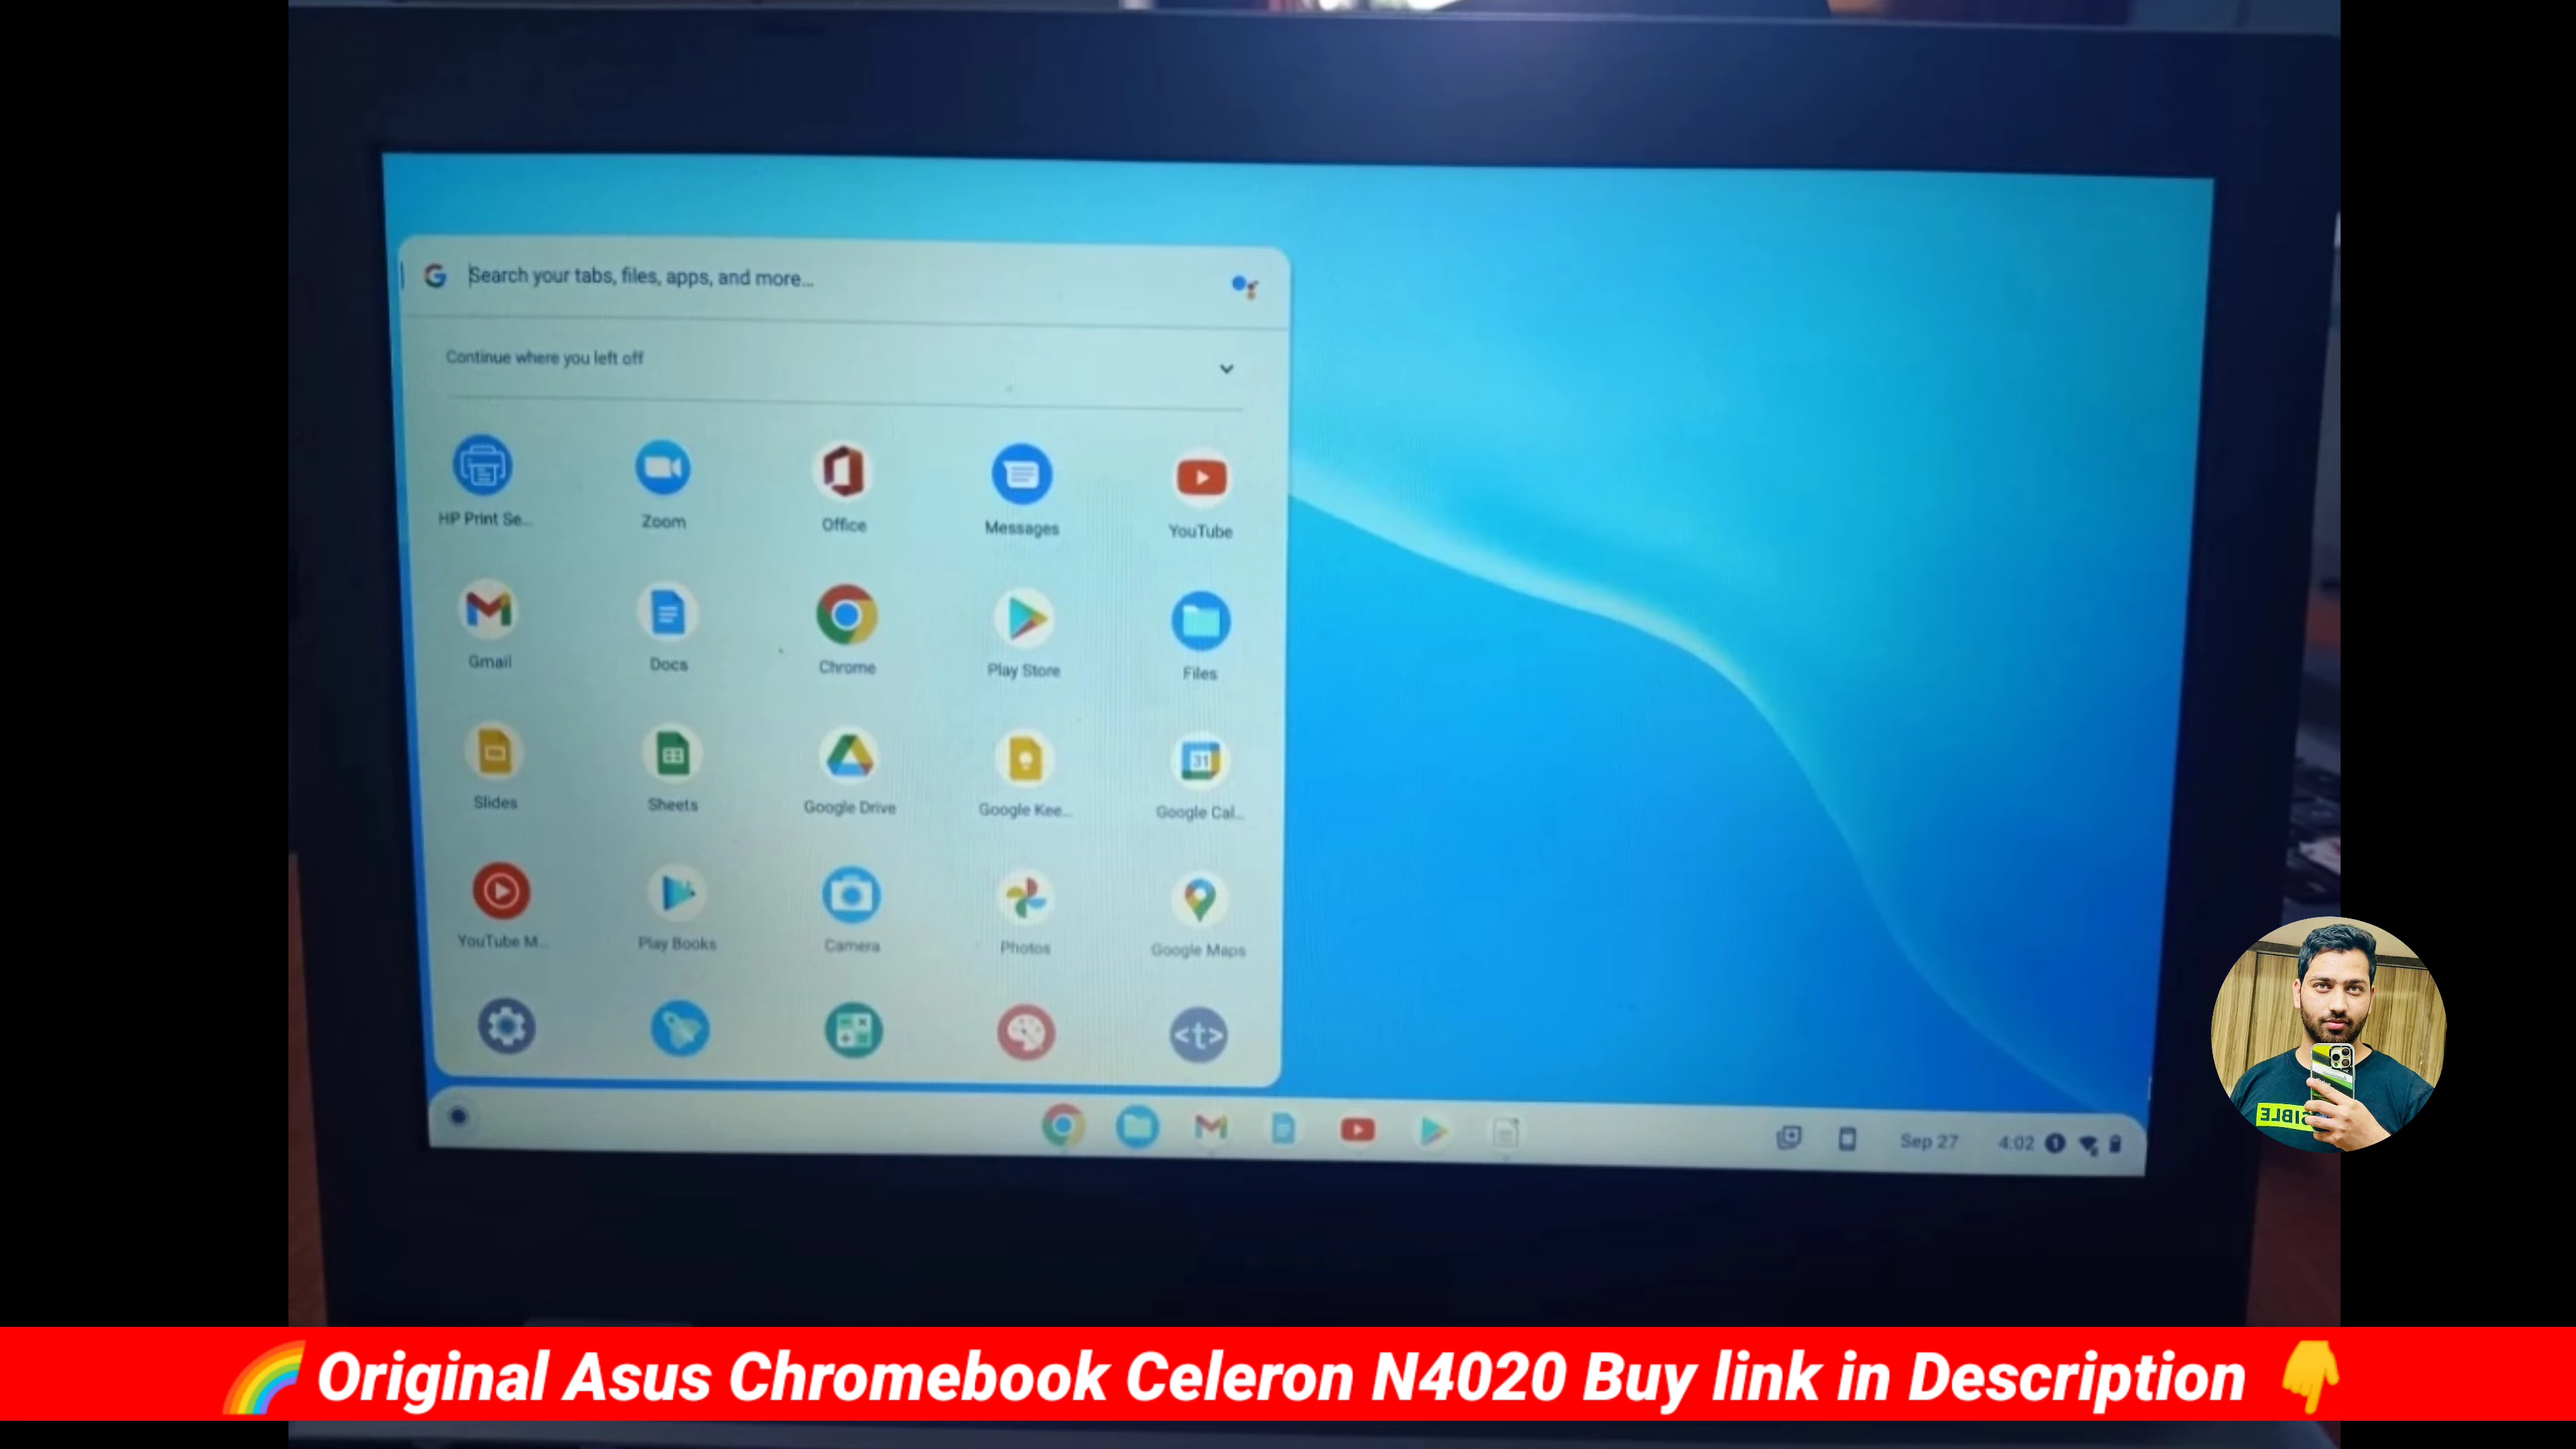 Search your tabs, files, apps, and more...
Continue where you left off
HP Print Se...
Zoom
Office
Messages
YouTube
Gmail
Docs
Chrome
Play Store
Files
Slides
Sheets
Google Drive
Google Kee...
31
Google Cal...
YouTube M...
Play Books
Camera
Photos
Google Maps
<t>
Sep 27
4:02
1
🌈 Original Asus Chromebook Celeron N4020 Buy link in Description 👇